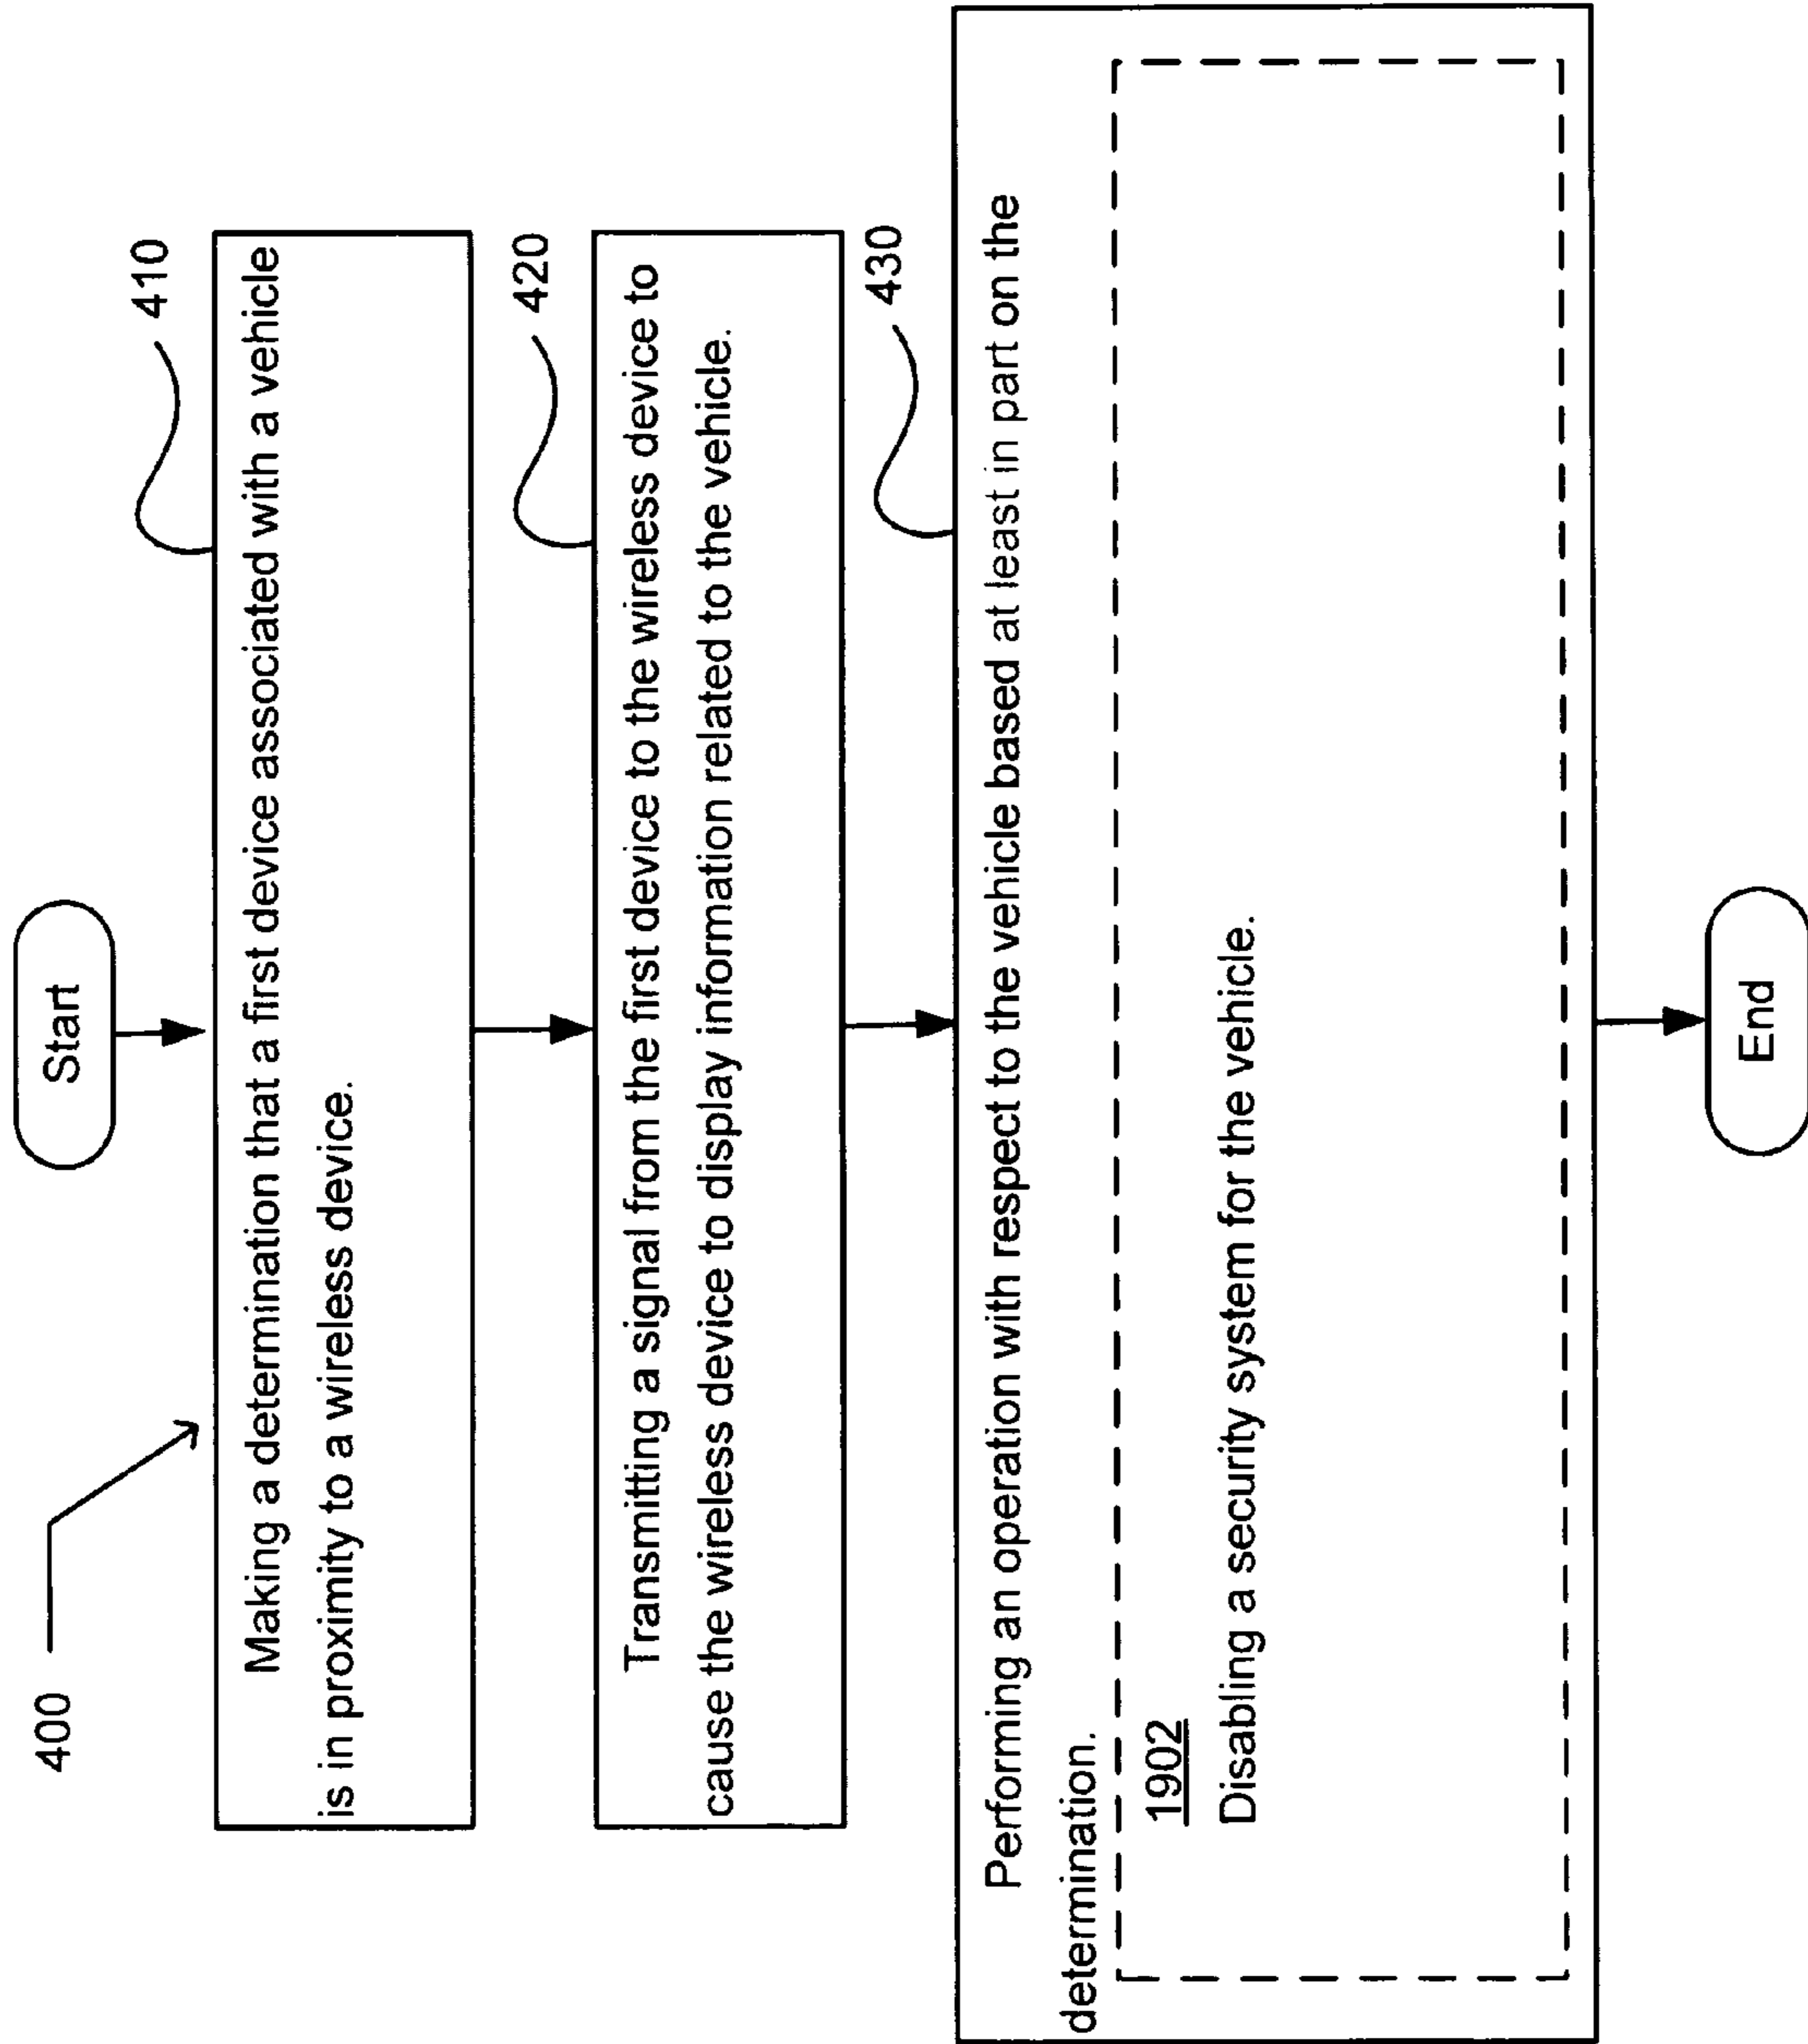 400
Start
410
Making a determination that a first device associated with a vehicle
is in proximity to a wireless device.
420
Transmitting a signal from the first device to the wireless device to
cause the wireless device to display information related to the vehicle.
430
Performing an operation with respect to the vehicle based at least in part on the
determination.
1902
Disabling a security system for the vehicle.
End